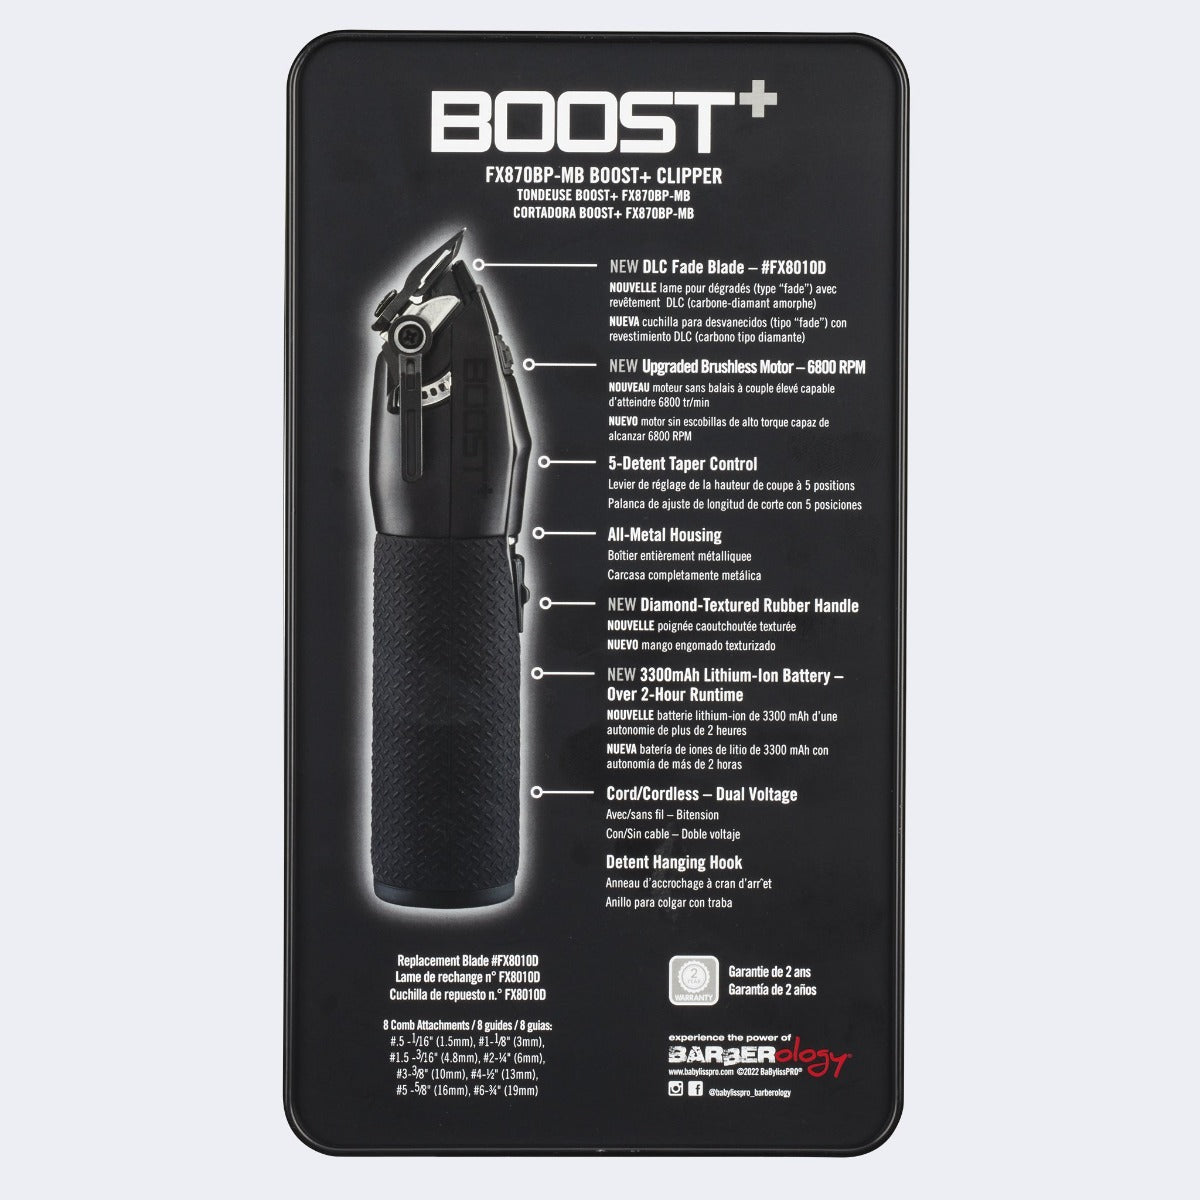 BOOST+
FX870BP-MB BOOST+ CLIPPER
TONDEUSE BOOST+ FX870BP-MB
CORTADORA BOOST+ FX870BP-MB
BOOST+
NEW DLC Fade Blade – #FX8010D
NOUVELLE lame pour dégradés (type “fade”) avec
revêtement DLC (carbone-diamant amorphe)
NUEVA cuchilla para desvanecidos (tipo “fade”) con
revestimiento DLC (carbono tipo diamante)
NEW Upgraded Brushless Motor – 6800 RPM
NOUVEAU moteur sans balais à couple élevé capable
d’atteindre 6800 tr/min
NUEVO motor sin escobillas de alto torque capaz de
alcanzar 6800 RPM
5-Detent Taper Control
Levier de réglage de la hauteur de coupe à 5 positions
Palanca de ajuste de longitud de corte con 5 posiciones
All-Metal Housing
Boîtier entièrement métalliquee
Carcasa completamente metálica
NEW Diamond-Textured Rubber Handle
NOUVELLE poignée caoutchoutée texturée
NUEVO mango engomado texturizado
NEW 3300mAh Lithium-Ion Battery –
Over 2-Hour Runtime
NOUVELLE batterie lithium-ion de 3300 mAh d’une
autonomie de plus de 2 heures
NUEVA batería de iones de litio de 3300 mAh con
autonomía de más de 2 horas
Cord/Cordless – Dual Voltage
Avec/sans fil – Bitension
Con/Sin cable – Doble voltaje
Detent Hanging Hook
Anneau d’accrochage à cran d’arrˆet
Anillo para colgar con traba
Replacement Blade #FX8010D
Lame de rechange n° FX8010D
Cuchilla de repuesto n.° FX8010D
8 Comb Attachments / 8 guides / 8 guias:
#.5 -1/16" (1.5mm), #1-1/8" (3mm),
#1.5 -3/16" (4.8mm), #2-¼" (6mm),
#3-3/8" (10mm), #4-½" (13mm),
#5 -5/8" (16mm), #6-¾" (19mm)
2
YEAR
WARRANTY
Garantie de 2 ans
Garantía de 2 años
experience the power of
BARBERology®
www.babylisspro.com ©2022 BaBylissPRO®
@babylisspro_barberology